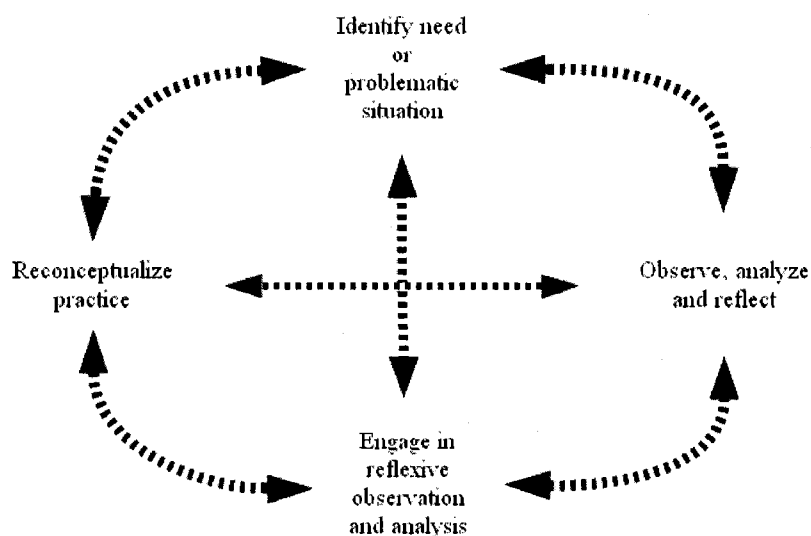 Identify need
or
problematic
situation
Reconceptualize
practice
Observe, analyze
and reflect
Engage in
reflexive
observation
and analysis